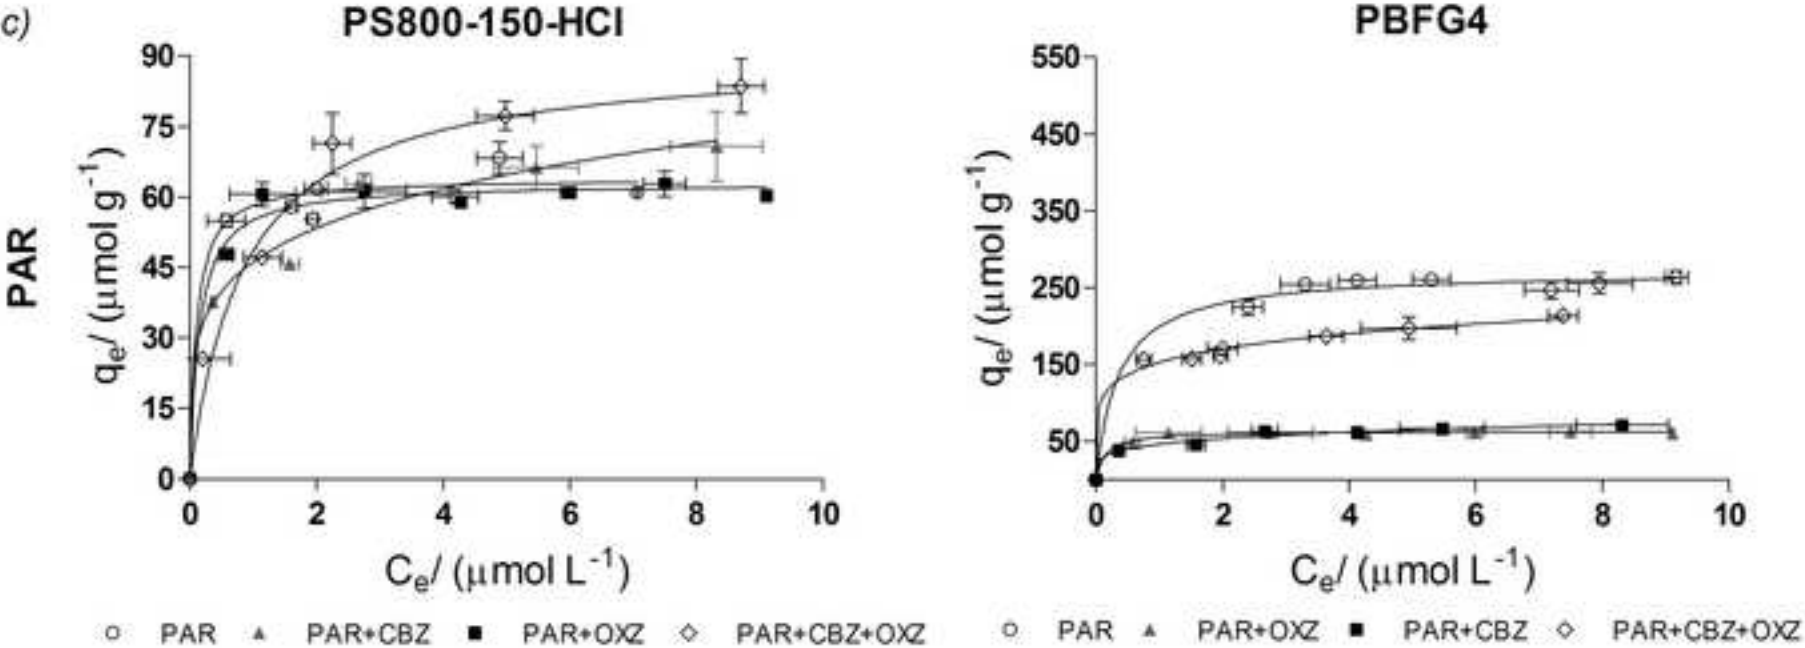 c)
PS800-150-HCl
PBFG4
PAR
qe/ (μmol g-1)
90
75
60
45
30
15
0
0 2 4 6 8 10
Ce/ (μmol L-1)
PAR PAR+CBZ PAR+OXZ PAR+CBZ+OXZ
qe/ (μmol g-1)
550
450
350
250
150
50
0 2 4 6 8 10
Ce/ (μmol L-1)
PAR PAR+OXZ PAR+CBZ PAR+CBZ+OXZ